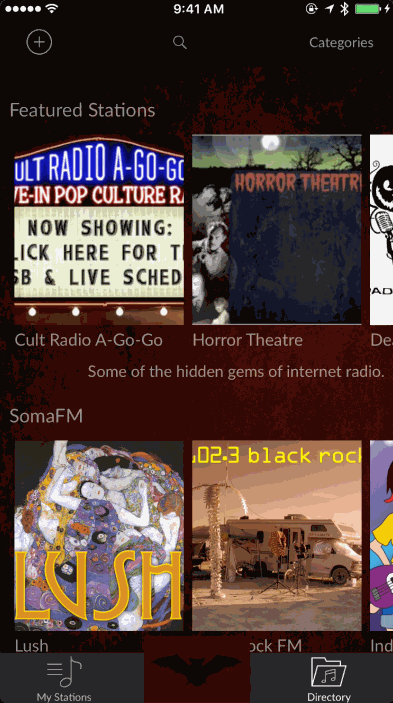 9:41 AM
Categories
Featured Stations
ULT RADIO A-GO-GO
VE-IN POP CULTURE RA
NOW SHOWING:
LICK HERE FOR T
SB & LIVE SCHED
HORROR THEATR
Cult Radio A-Go-Go
Horror Theatre
Dea
Some of the hidden gems of internet radio.
SomaFM
102.3 black rock
LUSH
Lush
ock FM
Ind
My Stations
Directory